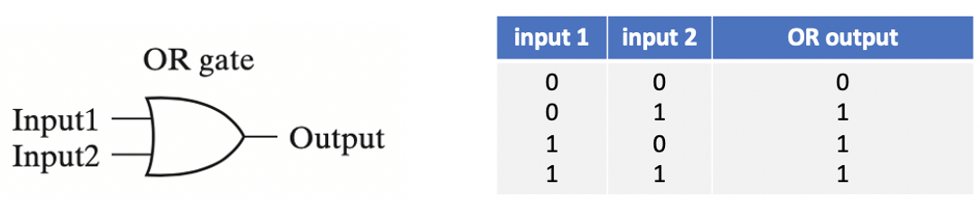 OR gate
Input1
Input2
Output
input 1 input 2 OR output
0 0 0
0 1 1
1 0 1
1 1 1